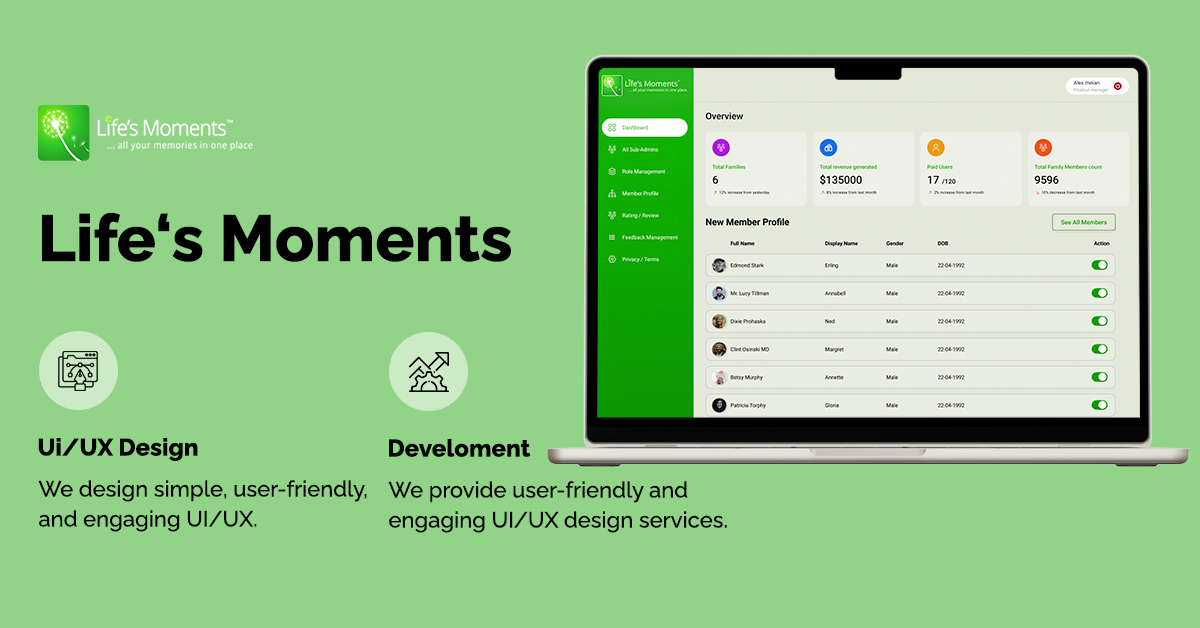 Life's Moments™
... all your memories in one place
Life‘s Moments
Ui/UX Design
We design simple, user-friendly,
and engaging UI/UX.
Develoment
We provide user-friendly and
engaging UI/UX design services.
Life's Moments™
...all your memories in one place.
Dashboard
All Sub-Admins
Role Management
Member Profile
Rating / Review
Feedback Management
Privacy / Terms
Alex meian
Product manager
Overview
Total Families
6
12% increase from yesterday
Total revenue generated
$135000
8% increase from last month
Paid Users
17 /120
2% increase from last month
Total Family Members count
9596
16% decrease from last month
New Member Profile
See All Members
Full Name Display Name Gender DOB Action
Edmond Stark Erling Male 22-04-1992
Mr. Lucy Tillman Annabell Male 22-04-1992
Dixie Prohaska Ned Male 22-04-1992
Clint Osinski MD Margret Male 22-04-1992
Betsy Murphy Annette Male 22-04-1992
Patricia Torphy Gloria Male 22-04-1992